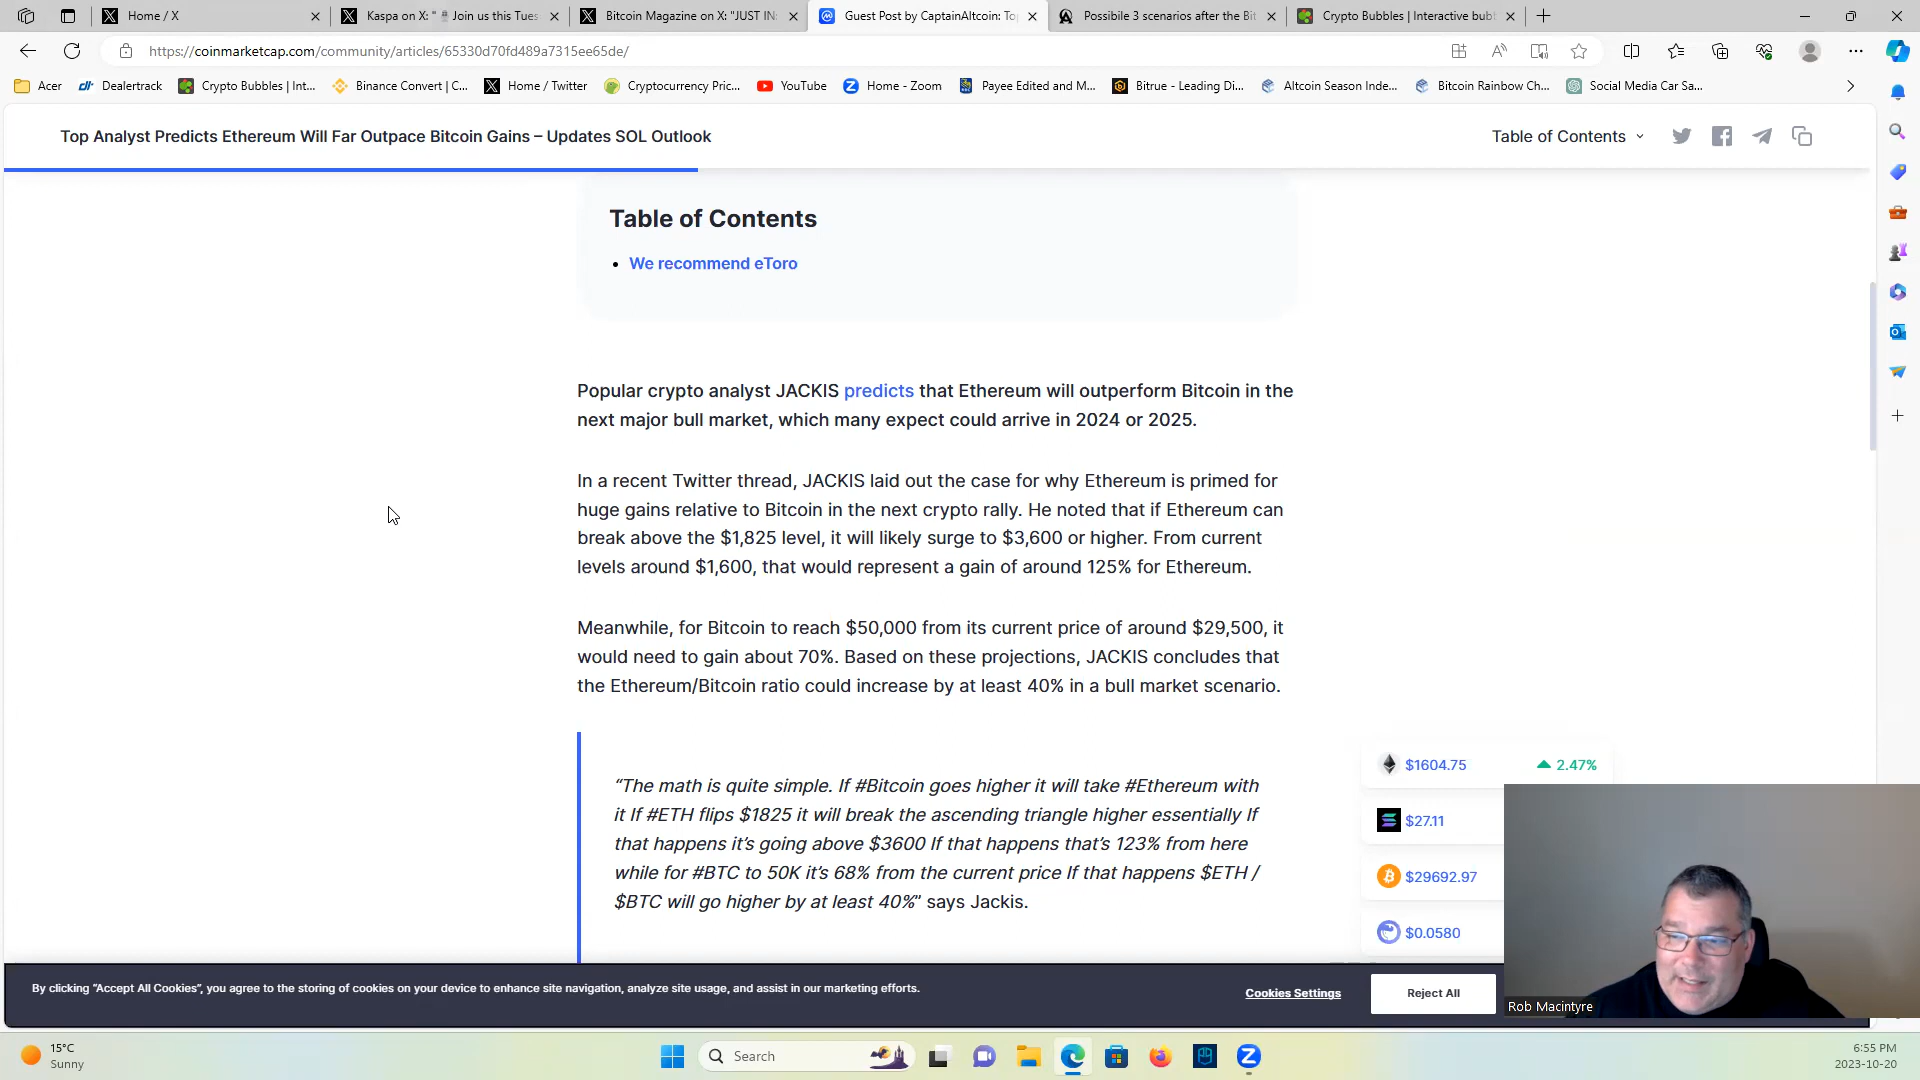 Home / X
Kaspa on X: "🔒 Join us this Tues
Bitcoin Magazine on X: "JUST IN:
Guest Post by CaptainAltcoin: To
Possibile 3 scenarios after the Bit
Crypto Bubbles | Interactive bubb
https://coinmarketcap.com/community/articles/65330d70fd489a7315ee65de/
Acer
Dealertrack
Crypto Bubbles | Int...
Binance Convert | C...
Home / Twitter
Cryptocurrency Pric...
YouTube
Home - Zoom
Payee Edited and M...
Bitrue - Leading Di...
Altcoin Season Inde...
Bitcoin Rainbow Ch...
Social Media Car Sa...
Top Analyst Predicts Ethereum Will Far Outpace Bitcoin Gains – Updates SOL Outlook
Table of Contents
Table of Contents
• We recommend eToro
Popular crypto analyst JACKIS predicts that Ethereum will outperform Bitcoin in the
next major bull market, which many expect could arrive in 2024 or 2025.
In a recent Twitter thread, JACKIS laid out the case for why Ethereum is primed for
huge gains relative to Bitcoin in the next crypto rally. He noted that if Ethereum can
break above the $1,825 level, it will likely surge to $3,600 or higher. From current
levels around $1,600, that would represent a gain of around 125% for Ethereum.
Meanwhile, for Bitcoin to reach $50,000 from its current price of around $29,500, it
would need to gain about 70%. Based on these projections, JACKIS concludes that
the Ethereum/Bitcoin ratio could increase by at least 40% in a bull market scenario.
“The math is quite simple. If #Bitcoin goes higher it will take #Ethereum with
it If #ETH flips $1825 it will break the ascending triangle higher essentially If
that happens it’s going above $3600 If that happens that’s 123% from here
while for #BTC to 50K it’s 68% from the current price If that happens $ETH /
$BTC will go higher by at least 40%” says Jackis.
$1604.75
2.47%
$27.11
$29692.97
$0.0580
By clicking “Accept All Cookies”, you agree to the storing of cookies on your device to enhance site navigation, analyze site usage, and assist in our marketing efforts.
Cookies Settings
Reject All
Rob Macintyre
15°C
Sunny
Search
6:55 PM
2023-10-20